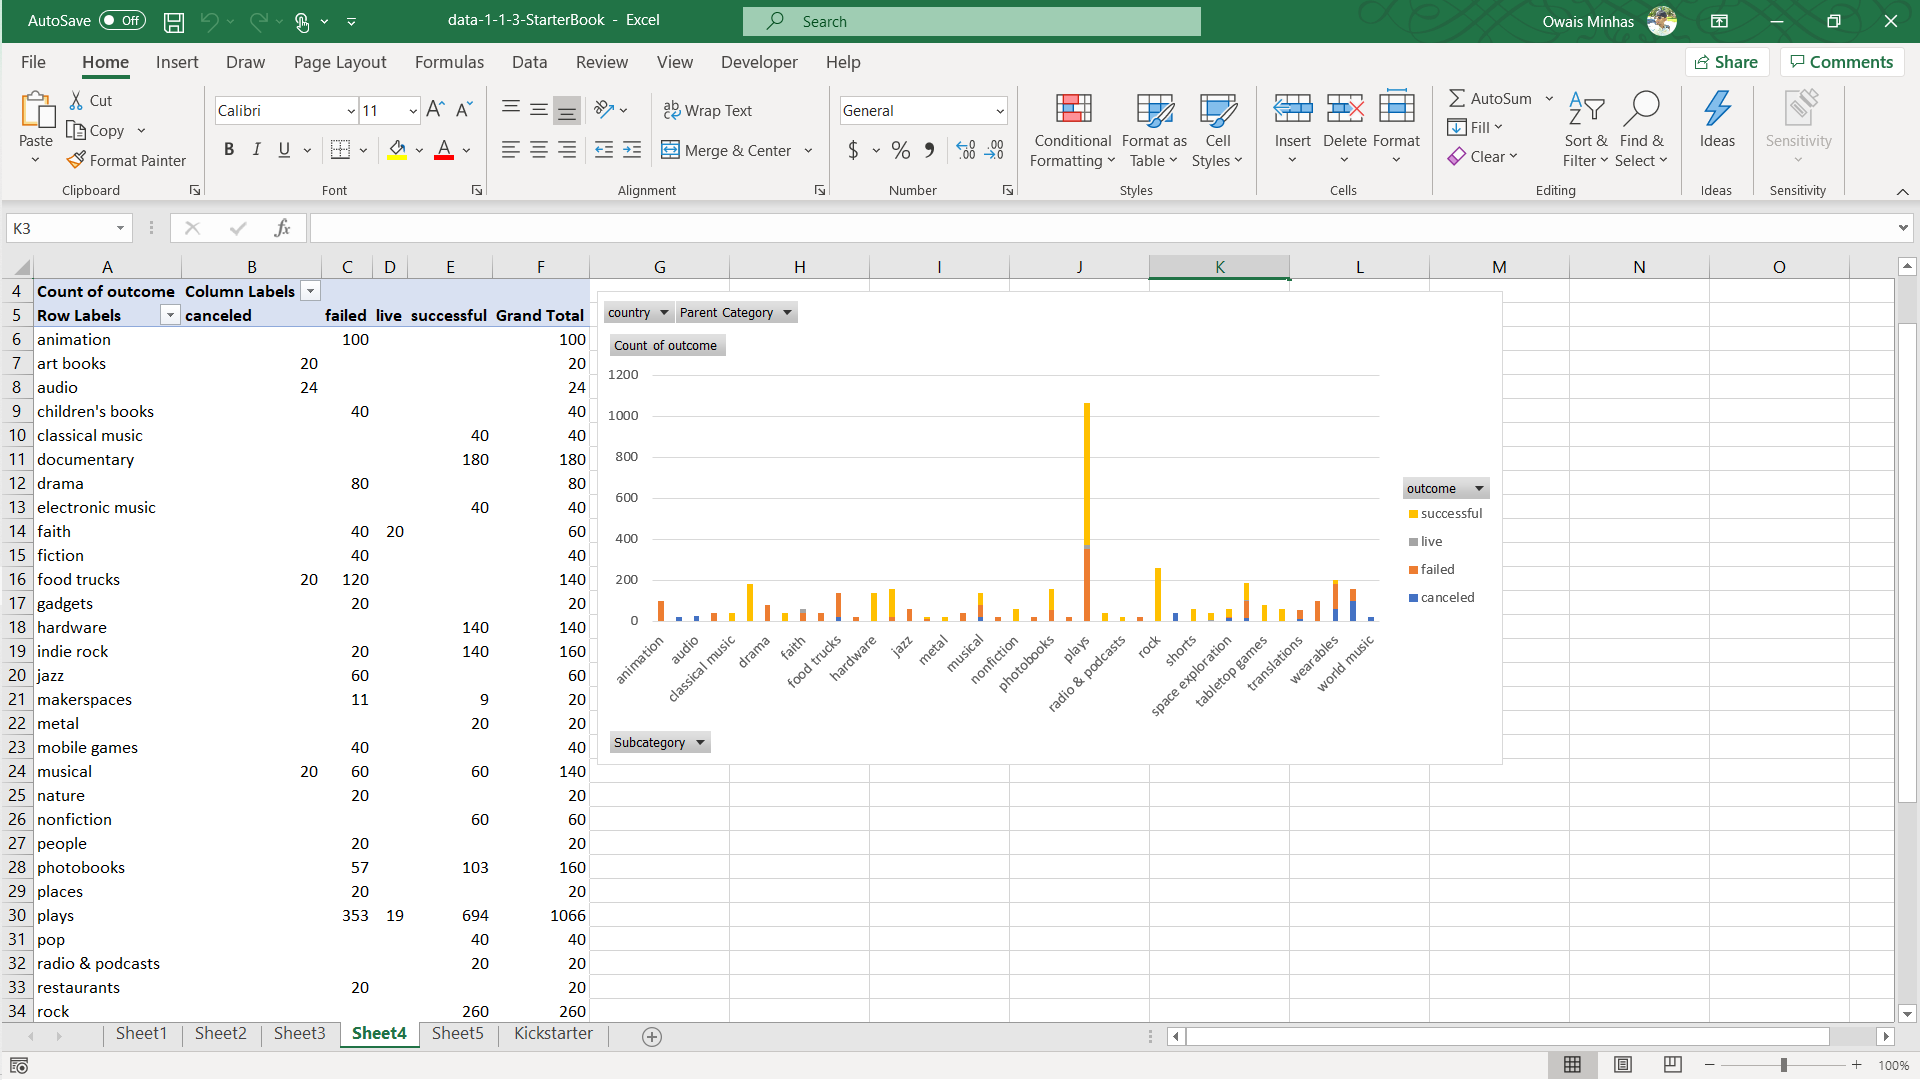 AutoSave Off data-1-1-3-StarterBook - Excel Search Owais Minhas
File Home Insert Draw Page Layout Formulas Data Review View Developer Help Share Comments
Paste Cut Copy Format Painter
Clipboard
Calibri 11 A A
B I U A
Font
ab Wrap Text
Merge & Center
Alignment
General
$ % 9 .00 .00
Number
Conditional Formatting Format as Table Cell Styles
Styles
Insert Delete Format
Cells
AutoSum
Fill
Clear
Sort & Filter Find & Select
Editing
Ideas
Ideas
Sensitivity
Sensitivity
K3 fx
A B C D E F G H I J K L M N O
4 Count of outcome Column Labels
5 Row Labels canceled failed live successful Grand Total
6 animation 100 100
7 art books 20 20
8 audio 24 24
9 children's books 40 40
10 classical music 40 40
11 documentary 180 180
12 drama 80 80
13 electronic music 40 40
14 faith 40 20 60
15 fiction 40 40
16 food trucks 20 120 140
17 gadgets 20 20
18 hardware 140 140
19 indie rock 20 140 160
20 jazz 60 60
21 makerspaces 11 9 20
22 metal 20 20
23 mobile games 40 40
24 musical 20 60 60 140
25 nature 20 20
26 nonfiction 60 60
27 people 20 20
28 photobooks 57 103 160
29 places 20 20
30 plays 353 19 694 1066
31 pop 40 40
32 radio & podcasts 20 20
33 restaurants 20 20
34 rock 260 260
country Parent Category
Count of outcome
1200
1000
800
600
400
200
0
animation audio classical music drama faith food trucks hardware jazz metal musical nonfiction photobooks plays radio & podcasts rock shorts space exploration tabletop games translations wearables world music
outcome
successful
live
failed
canceled
Subcategory
Sheet1 Sheet2 Sheet3 Sheet4 Sheet5 Kickstarter
100%